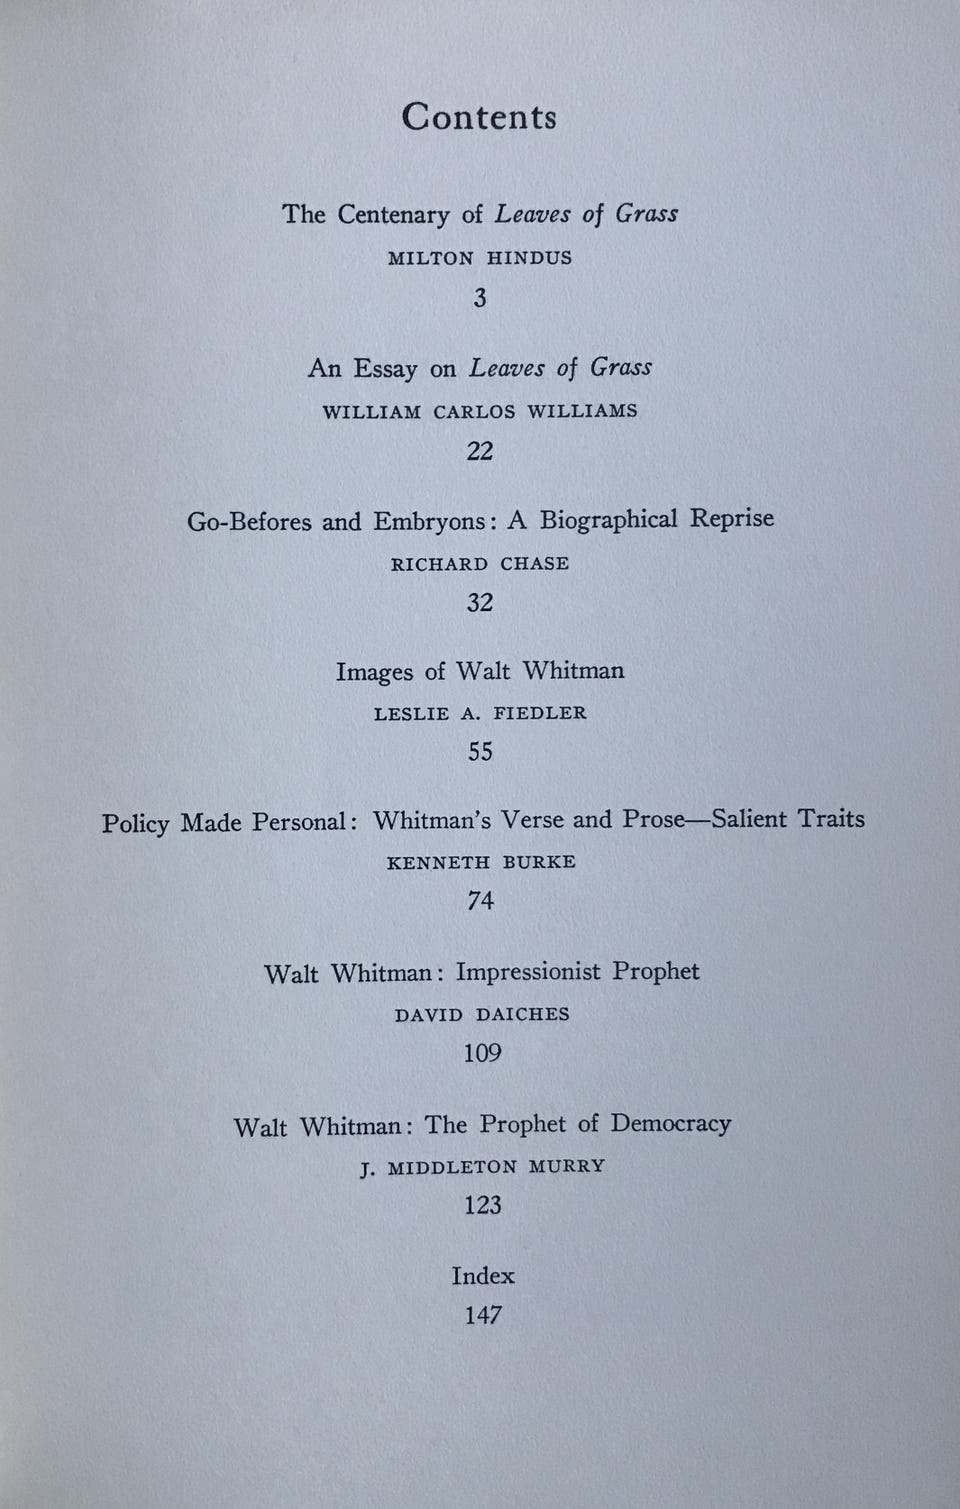 Contents
The Centenary of Leaves of Grass
MILTON HINDUS
3
An Essay on Leaves of Grass
WILLIAM CARLOS WILLIAMS
22
Go-Befores and Embryons: A Biographical Reprise
RICHARD CHASE
32
Images of Walt Whitman
LESLIE A. FIEDLER
55
Policy Made Personal: Whitman's Verse and Prose—Salient Traits
KENNETH BURKE
74
Walt Whitman: Impressionist Prophet
DAVID DAICHES
109
Walt Whitman: The Prophet of Democracy
J. MIDDLETON MURRY
123
Index
147